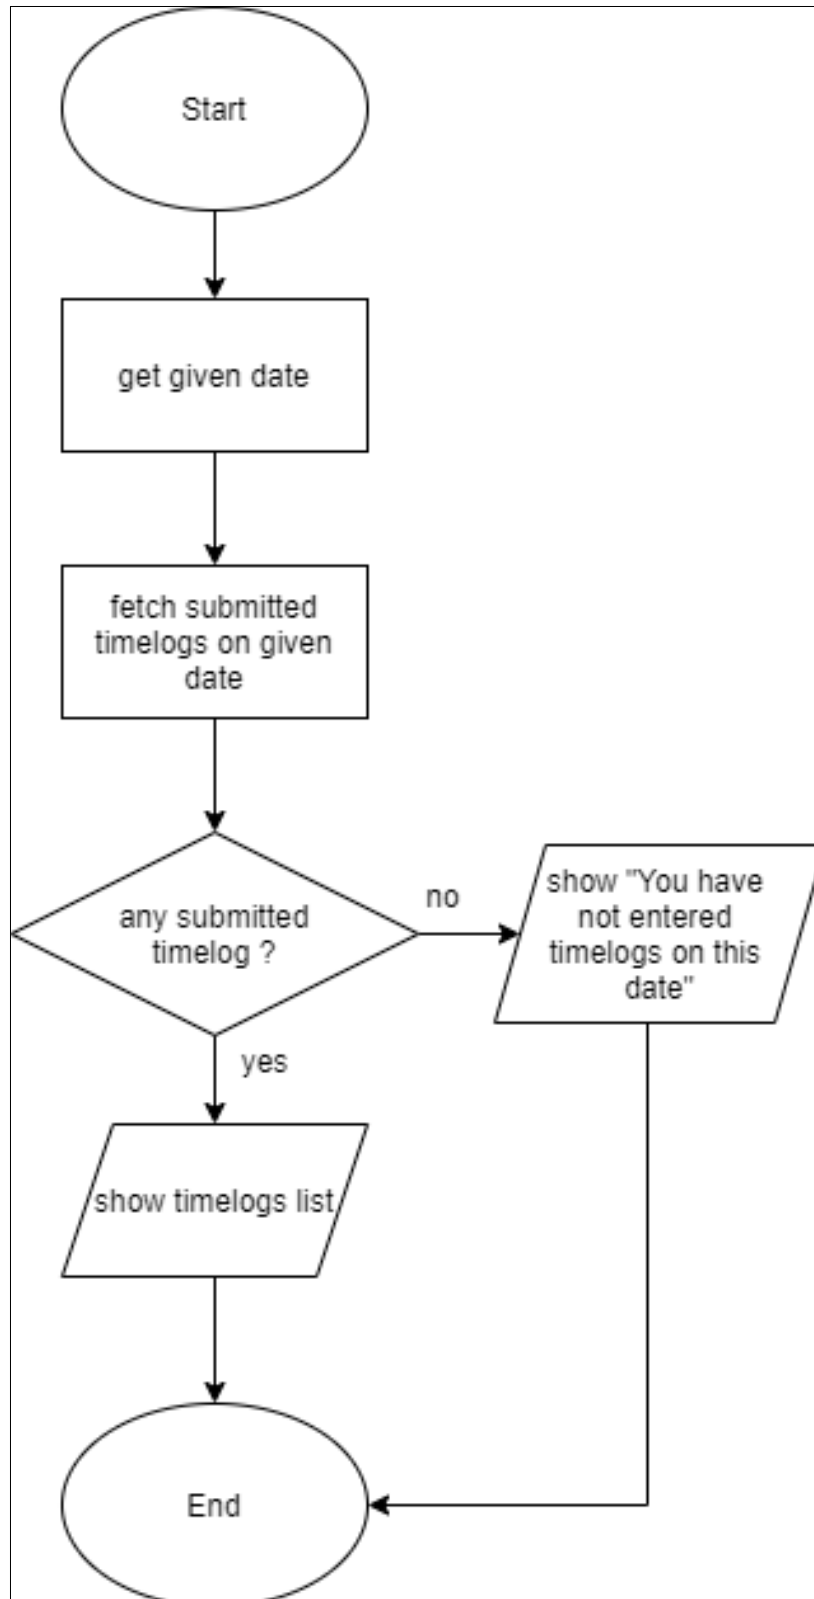 Start
get given date
fetch submitted
timelogs on given
date
any submitted
timelog ?
no
show "You have
not entered
timelogs on this
date"
yes
show timelogs list
End